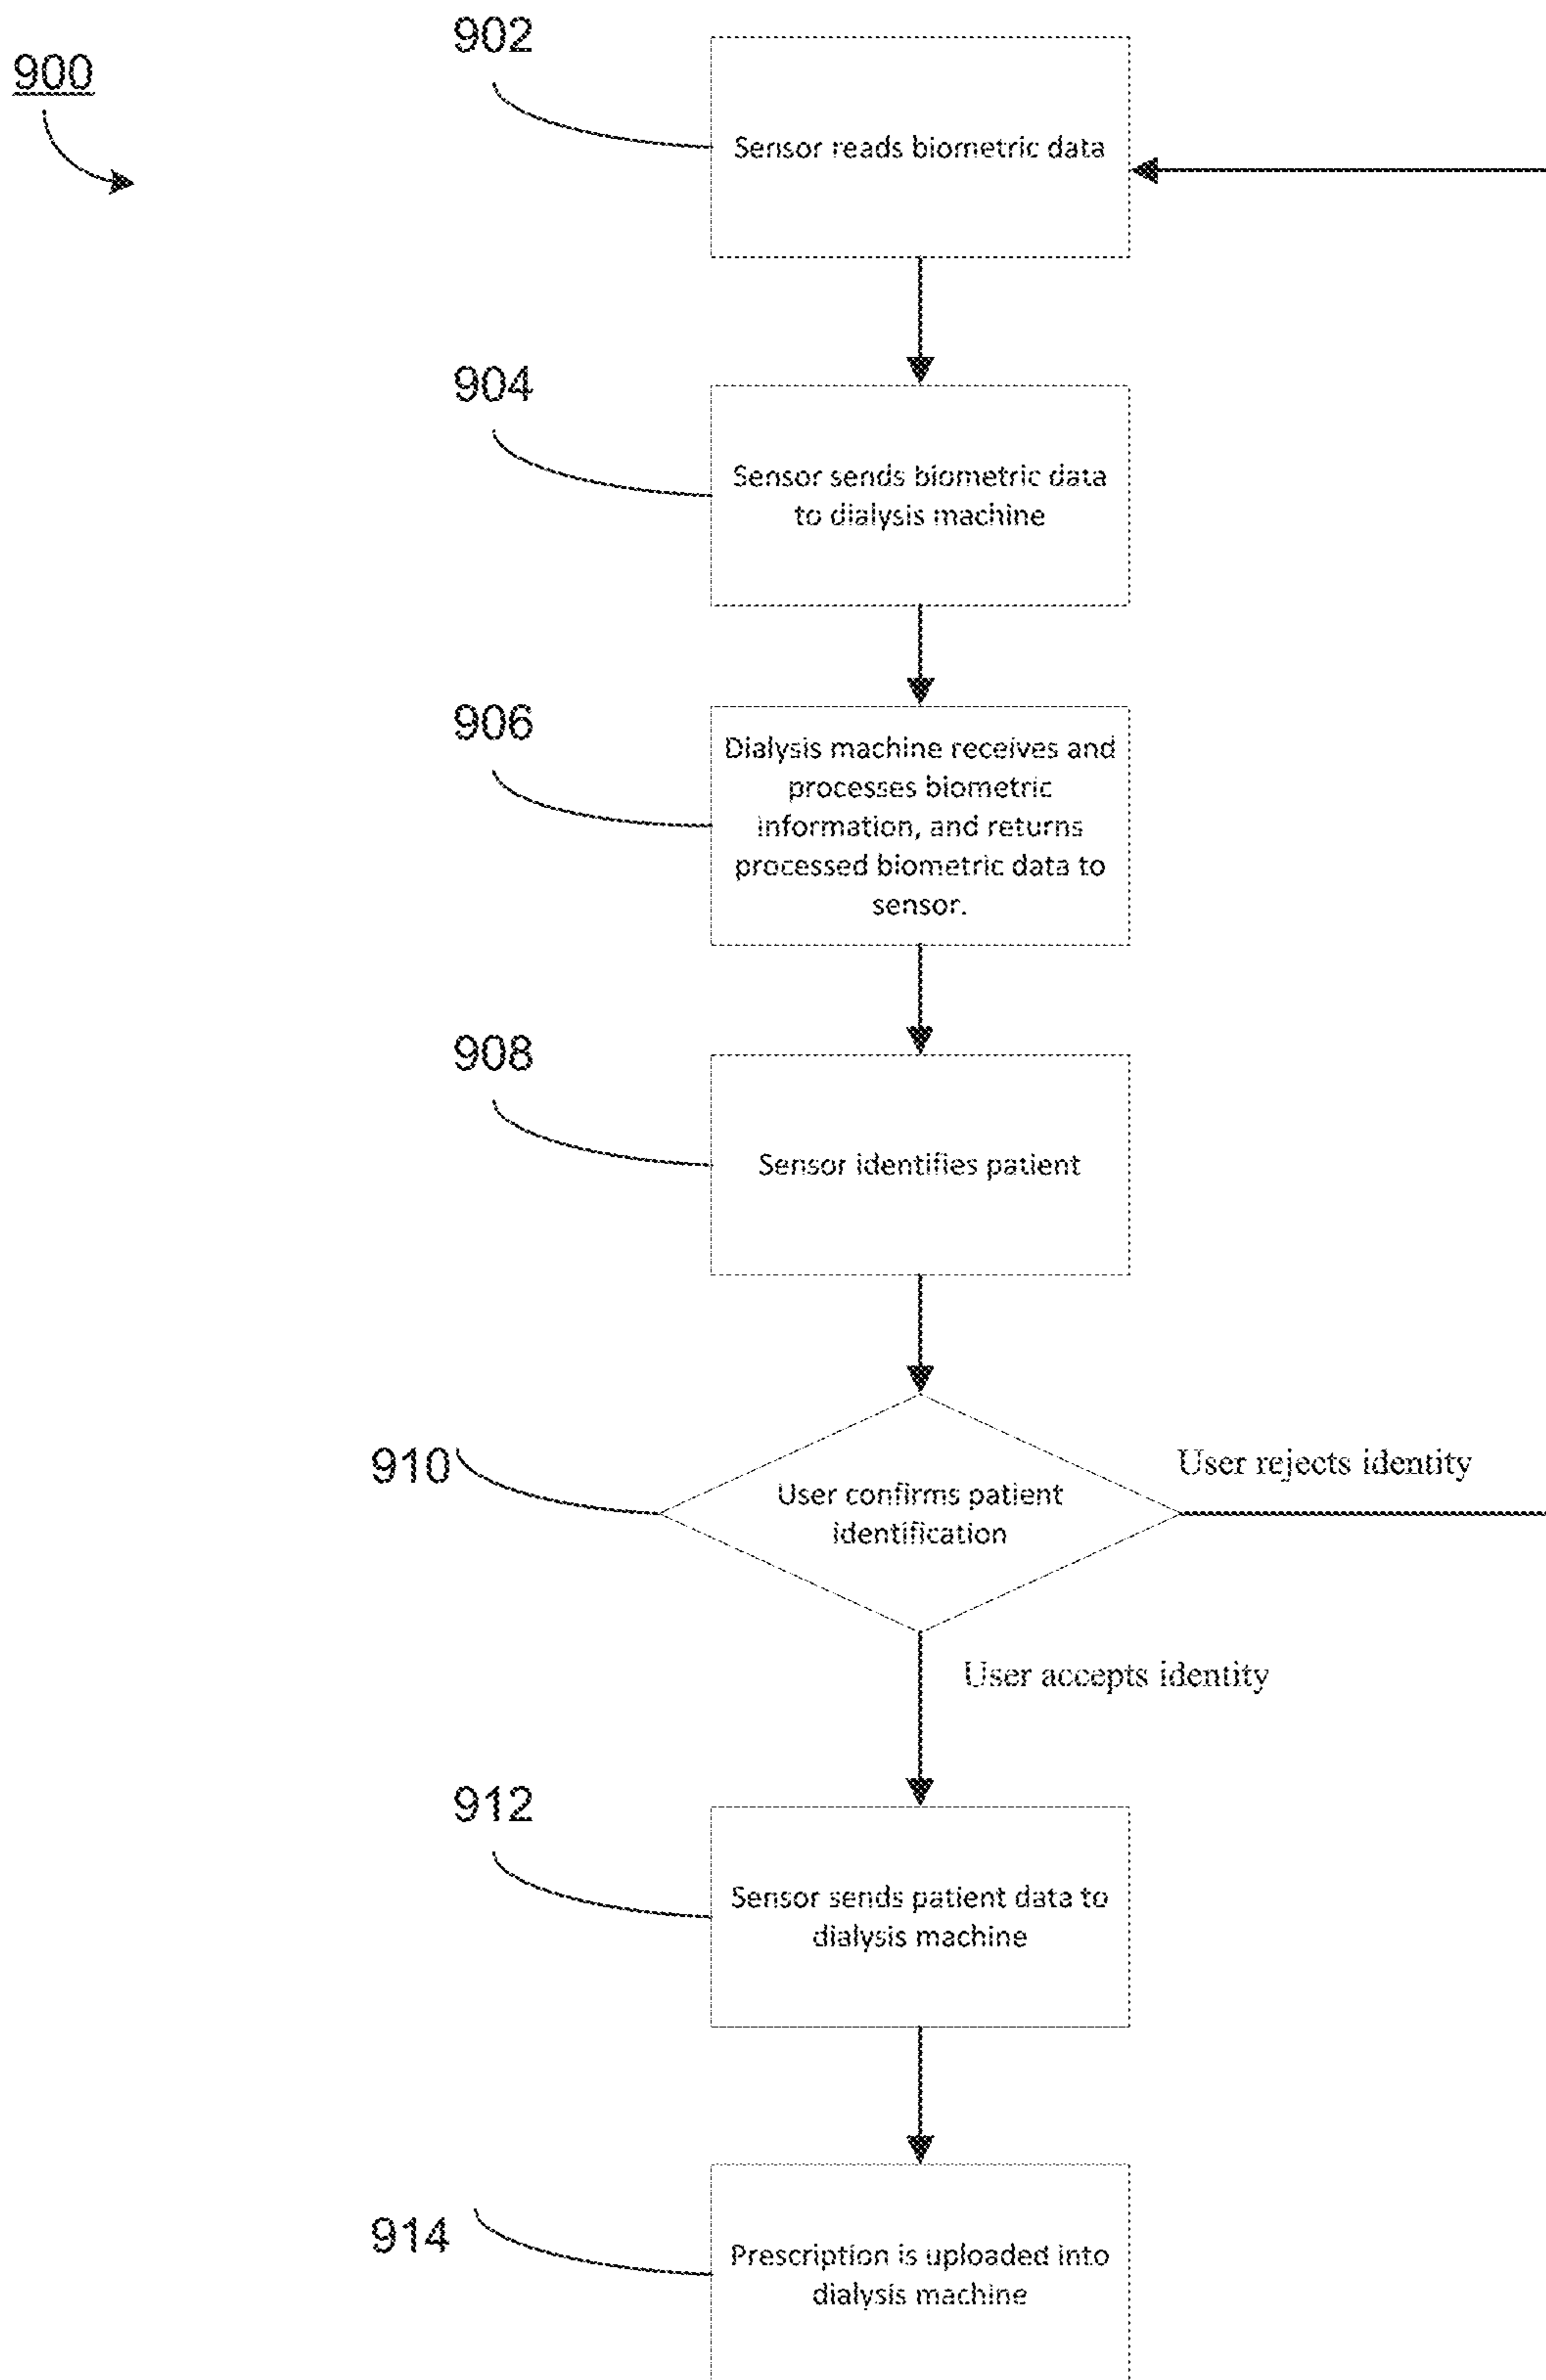 900
902
Sensor reads biometric data
904
Sensor sends biometric data
to dialysis machine
906
Dialysis machine receives and
processes biometric
information, and returns
processed biometric data to
sensor.
908
Sensor identifies patient
910
User confirms patient
identification
User rejects identity
User accepts identity
912
Sensor sends patient data to
dialysis machine
914
Prescription is uploaded into
dialysis machine